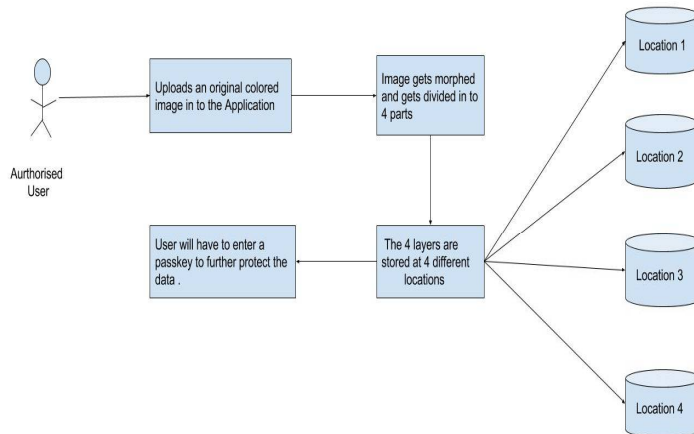 Uploads an original colored
image in to the Application
Image gets morphed
and gets divided in to
4 parts
Location 1
Location 2
Aurthorised
User
User will have to enter a
passkey to further protect the
data .
The 4 layers are
stored at 4 different
locations
Location 3
Location 4